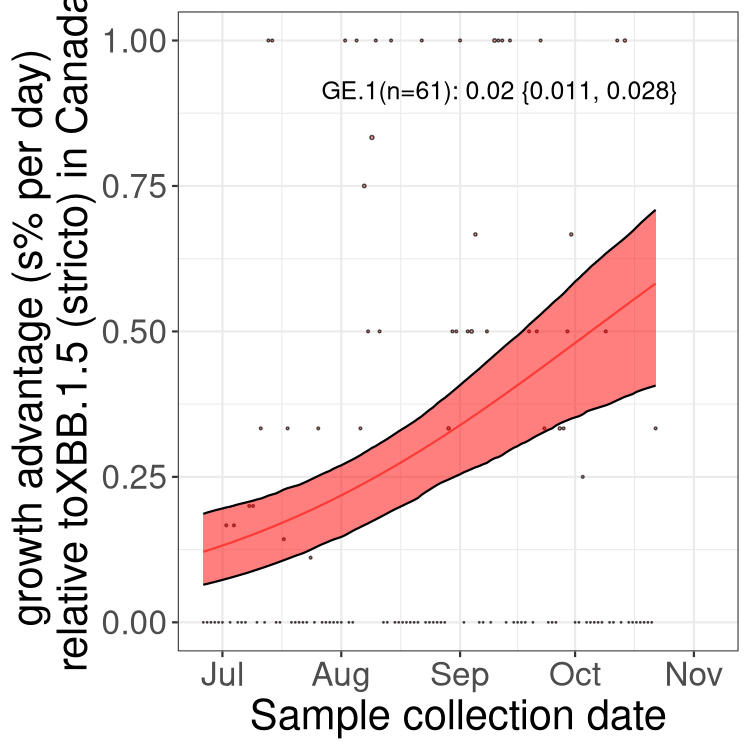 growth advantage (s% per day)
relative toXBB.1.5 (stricto) in Canada
1.00
0.75
0.50
0.25
0.00
GE.1(n=61): 0.02 {0.011, 0.028}
Jul Aug Sep Oct Nov
Sample collection date